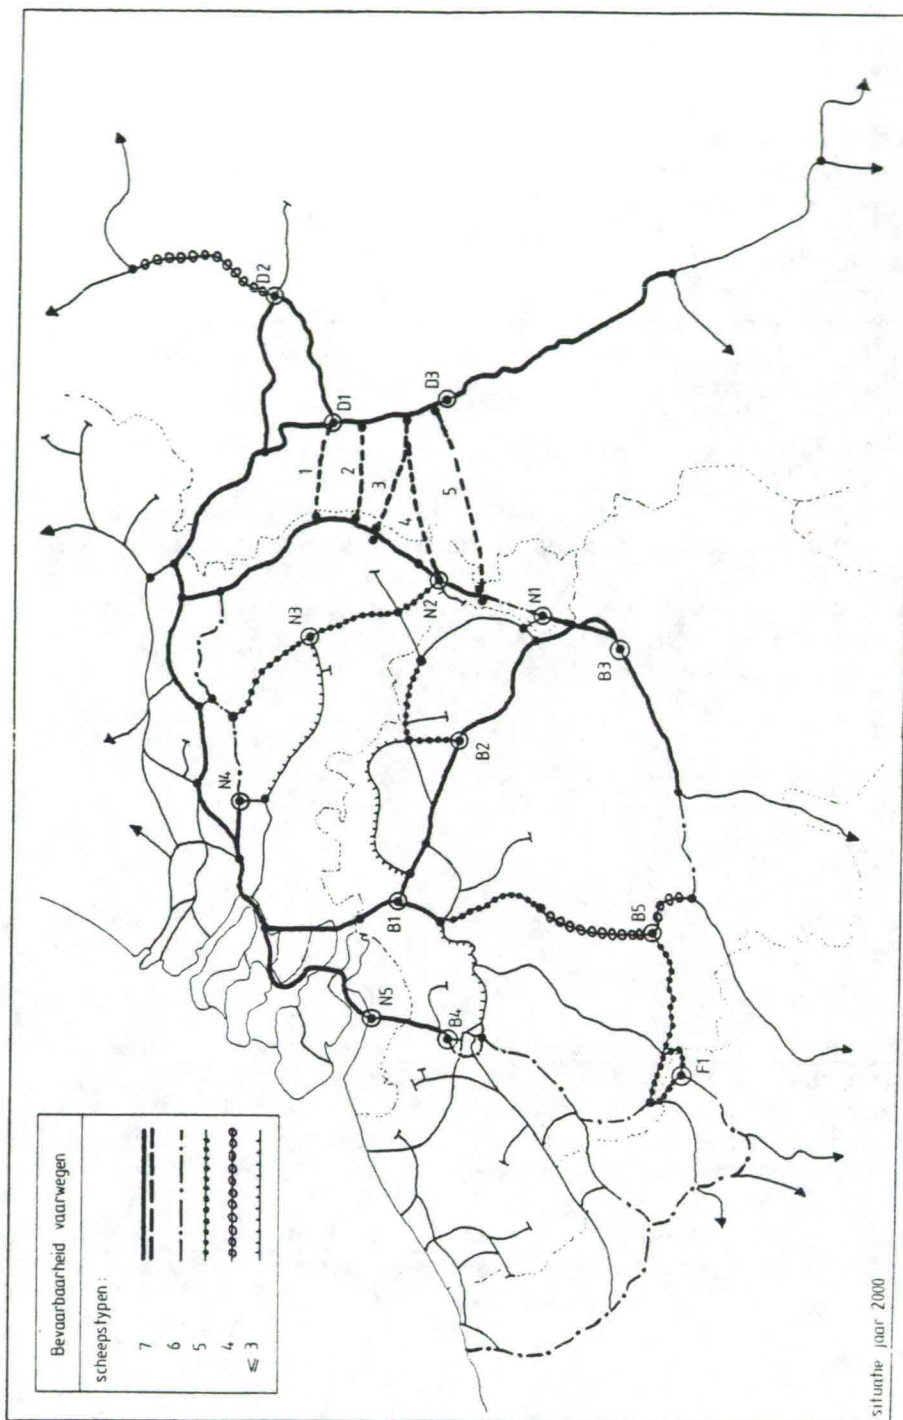 Bevaarbaarheid vaarwegen
scheepstypen :
7
6
5
4
⩽ 3
D2
D1
D3
1
2
3
4
5
N3
N2
N1
N4
B3
B2
B1
B5
N5
B4
F1
situatie jaar 2000